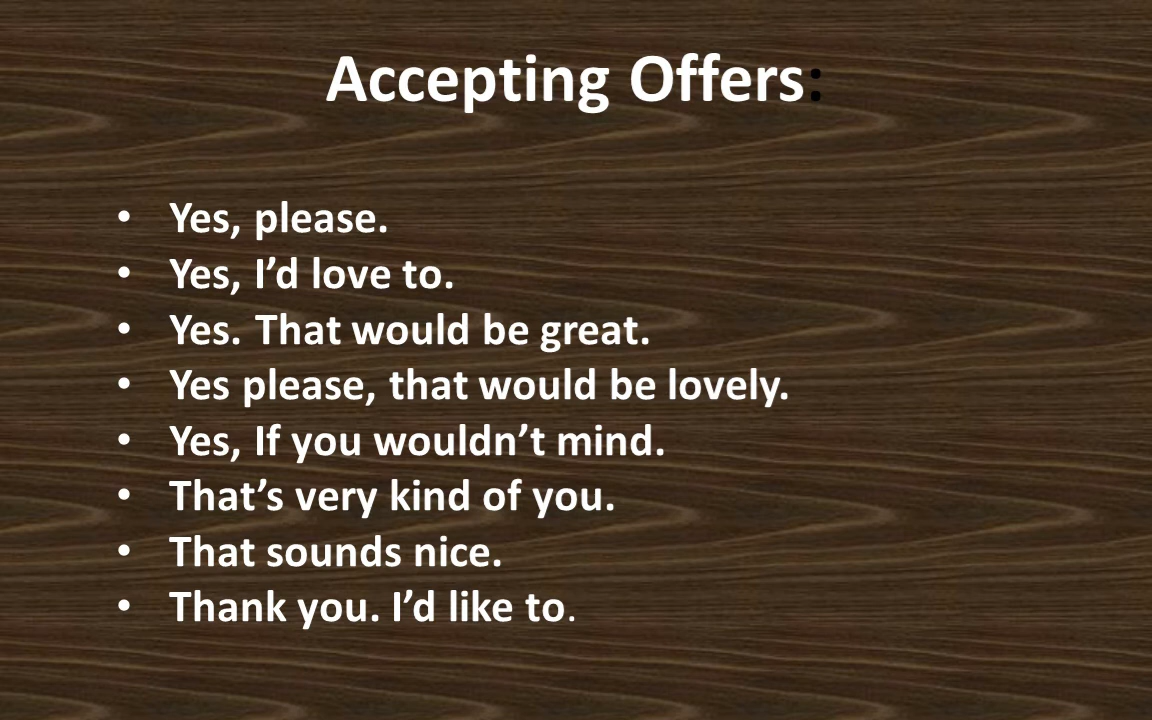 Accepting Offers:
• Yes, please.
• Yes, I’d love to.
• Yes. That would be great.
• Yes please, that would be lovely.
• Yes, If you wouldn’t mind.
• That’s very kind of you.
• That sounds nice.
• Thank you. I’d like to.